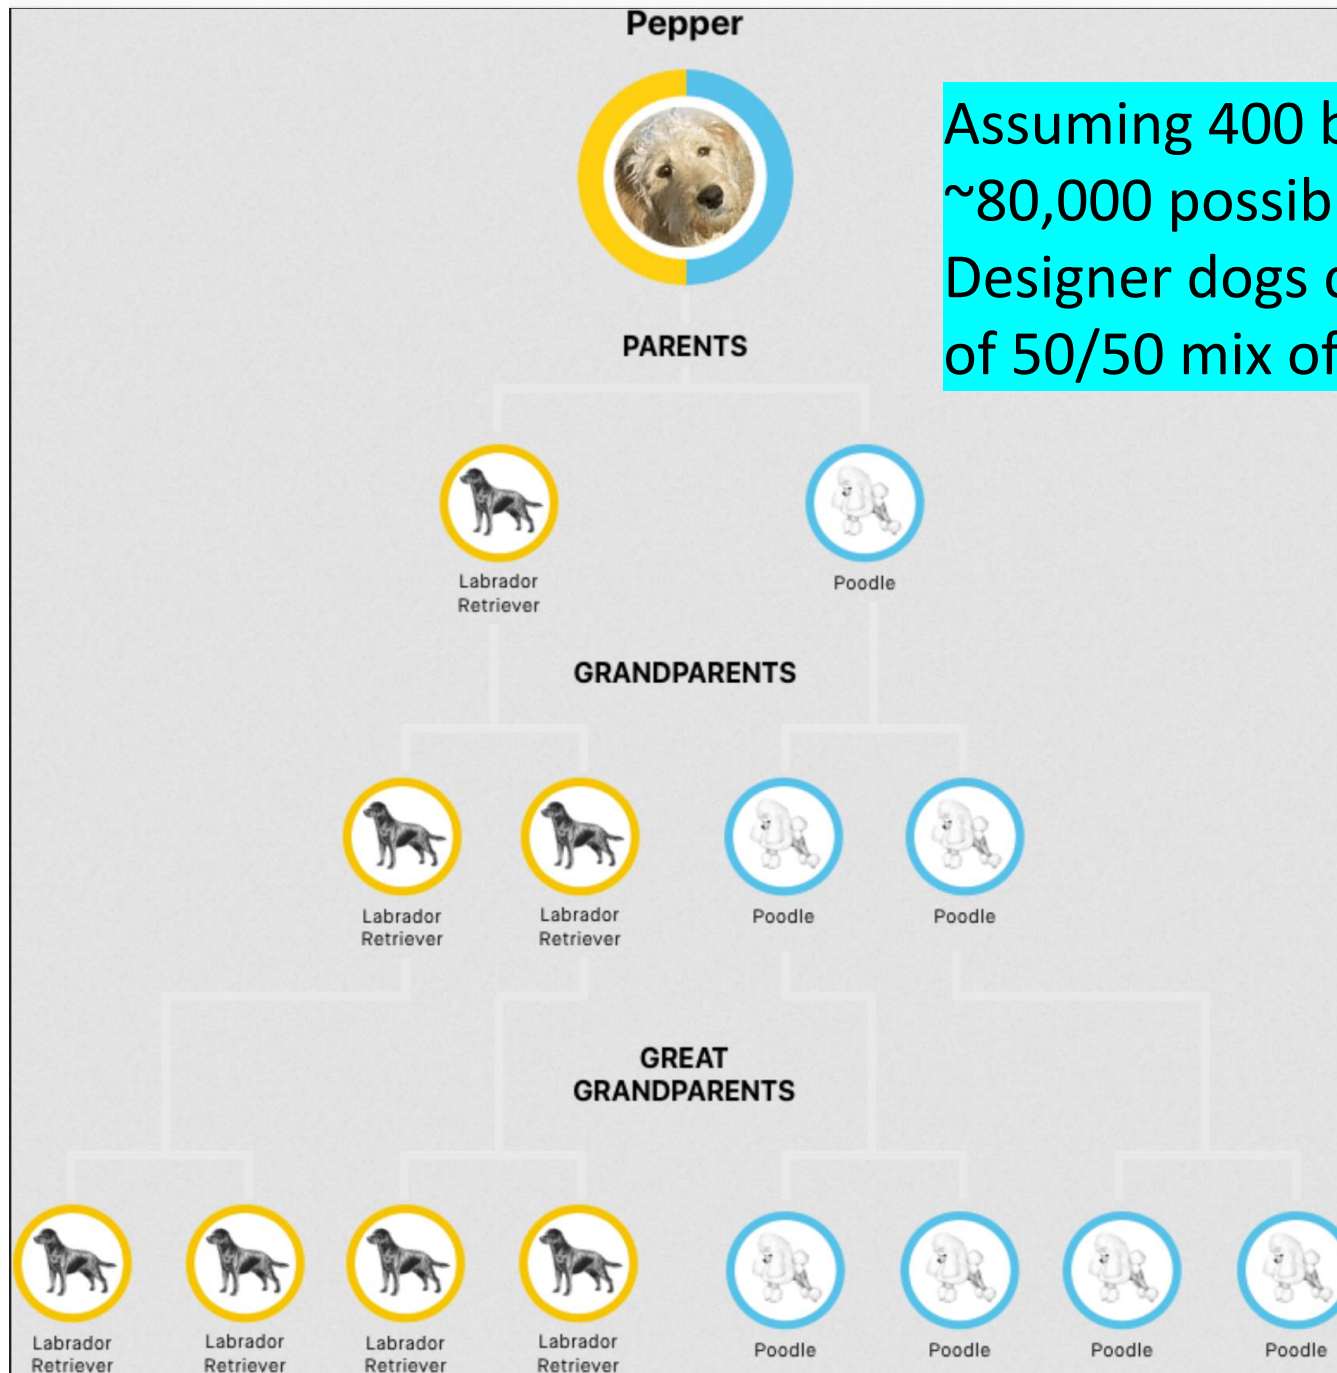 Pepper
Assuming 400
~80,000
Designer dogs
of 50/50 mix of
PARENTS
Labrador
Retriever
Poodle
GRANDPARENTS
Labrador
Retriever
Labrador
Retriever
Poodle
Poodle
GREAT
GRANDPARENTS
Labrador
Retriever
Labrador
Retriever
Labrador
Retriever
Labrador
Retriever
Poodle
Poodle
Poodle
Poodle